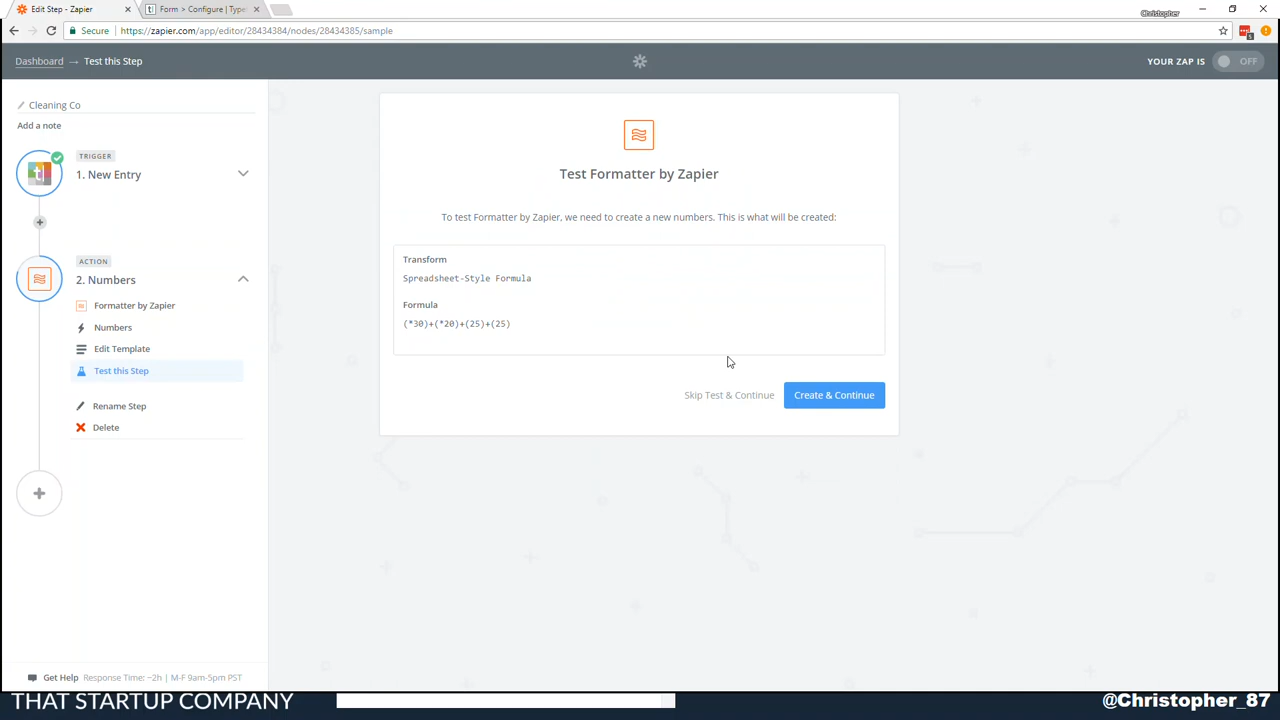 Edit Step - Zapier
Form > Configure | Type
Christopher
Secure
https://zapier.com/app/editor/28434384/nodes/28434385/sample
Dashboard → Test this Step
YOUR ZAP IS
OFF
Cleaning Co
Add a note
TRIGGER
1. New Entry
ACTION
2. Numbers
Formatter by Zapier
Numbers
Edit Template
Test this Step
Rename Step
Delete
Test Formatter by Zapier
To test Formatter by Zapier, we need to create a new numbers. This is what will be created:
Transform
Spreadsheet-Style Formula
Formula
(*30)+(*20)+(25)+(25)
Skip Test & Continue
Create & Continue
Get Help Response Time: ~2h | M-F 9am-5pm PST
THAT STARTUP COMPANY
@Christopher_87